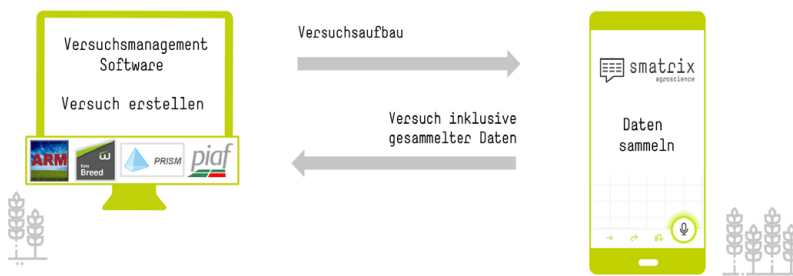 Versuchsmanagement
Software
Versuch erstellen
ARM
Breed
PRISM
piaf
Versuchsaufbau
Versuch inklusive
gesammelter Daten
smatrix
agroscience
Daten
sammeln